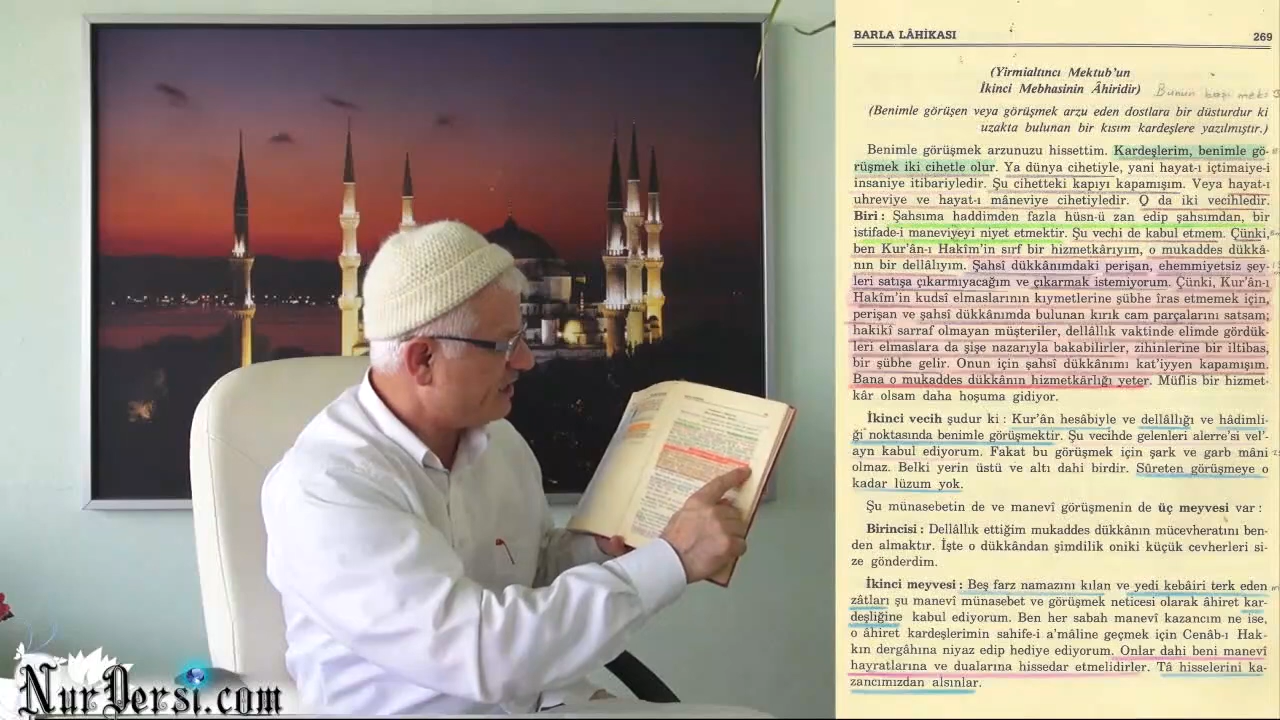 BARLA LÂHİKASI 269
(Yirmialtıncı Mektub'un
İkinci Mebhasinin Âhiridir) Bunun başı mektu
(Benimle görüşen veya görüşmek arzu eden dostlara bir düsturdur ki
uzakta bulunan bir kısım kardeşlere yazılmıştır.)
Benimle görüşmek arzunuzu hissettim. Kardeşlerim, benimle gö-
rüşmek iki cihetle olur. Ya dünya cihetiyle, yani hayat-ı içtimaiye-i
insaniye itibariyledir. Şu cihetteki kapıyı kapamışım. Veya hayat-ı
uhreviye ve hayat-ı mâneviye cihetiyledir. O da iki vecihledir.
Biri : Şahsıma haddimden fazla hüsn-ü zan edip şahsımdan, bir
istifade-i maneviyeyi niyet etmektir. Şu vechi de kabul etmem. Çünki,
ben Kur'ân-ı Hakîm'in sırf bir hizmetkârıyım, o mukaddes dükkâ-
nın bir dellâlıyım. Şahsî dükkânımdaki perişan, ehemmiyetsiz şey-
leri satışa çıkarmıyacağım ve çıkarmak istemiyorum. Çünki, Kur'ân-ı
Hakîm'in kudsî elmaslarının kıymetlerine şübhe îras etmemek için,
perişan ve şahsî dükkânımda bulunan kırık cam parçalarını satsam;
hakikî sarraf olmayan müşteriler, dellâllık vaktinde elimde gördük-
leri elmaslara da şişe nazarıyla bakabilirler, zihinlerine bir iltibas,
bir şübhe gelir. Onun için şahsî dükkânımı kat'iyyen kapamışım.
Bana o mukaddes dükkânın hizmetkârlığı yeter. Müflis bir hizmet-
kâr olsam daha hoşuma gidiyor.
İkinci vecih şudur ki : Kur'ân hesâbiyle ve dellâllığı ve hâdimli-
ği noktasında benimle görüşmektir. Şu vecihde gelenleri alerre'si vel'-
ayn kabul ediyorum. Fakat bu görüşmek için şark ve garb mâni
olmaz. Belki yerin üstü ve altı dahi birdir. Sûreten görüşmeye o
kadar lüzum yok.
Şu münasebetin de ve manevî görüşmenin de üç meyvesi var :
Birincisi : Dellâllık ettiğim mukaddes dükkânın mücevheratını ben-
den almaktır. İşte o dükkândan şimdilik oniki küçük cevherleri si-
ze gönderdim.
İkinci meyvesi : Beş farz namazını kılan ve yedi kebâiri terk eden
zâtları şu manevî münasebet ve görüşmek neticesi olarak âhiret kar-
deşliğine kabul ediyorum. Ben her sabah manevî kazancım ne ise,
o âhiret kardeşlerimin sahife-i a'mâline geçmek için Cenâb-ı Hak-
kın dergâhına niyaz edip hediye ediyorum. Onlar dahi beni manevî
hayratlarına ve dualarına hissedar etmelidirler. Tâ hisselerini ka-
zancımızdan alsınlar.
NurDersi.com